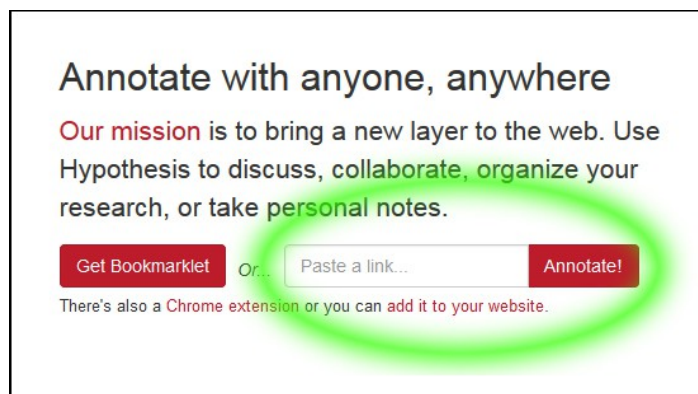 Annotate with anyone, anywhere
Our mission is to bring a new layer to the web. Use
Hypothesis to discuss, collaborate, organize your
research, or take personal notes.
Get Bookmarklet Or... Paste a link... Annotate!
There's also a Chrome extension or you can add it to your website.